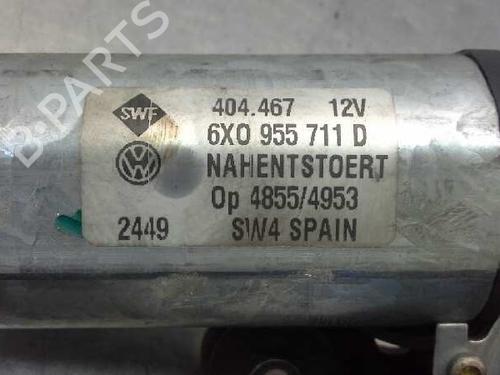 B-PARTS
SWF 404.467 12V
6X0 955 711 D
NAHENTSTOERT
Op 4855/4953
2449 SW4 SPAIN